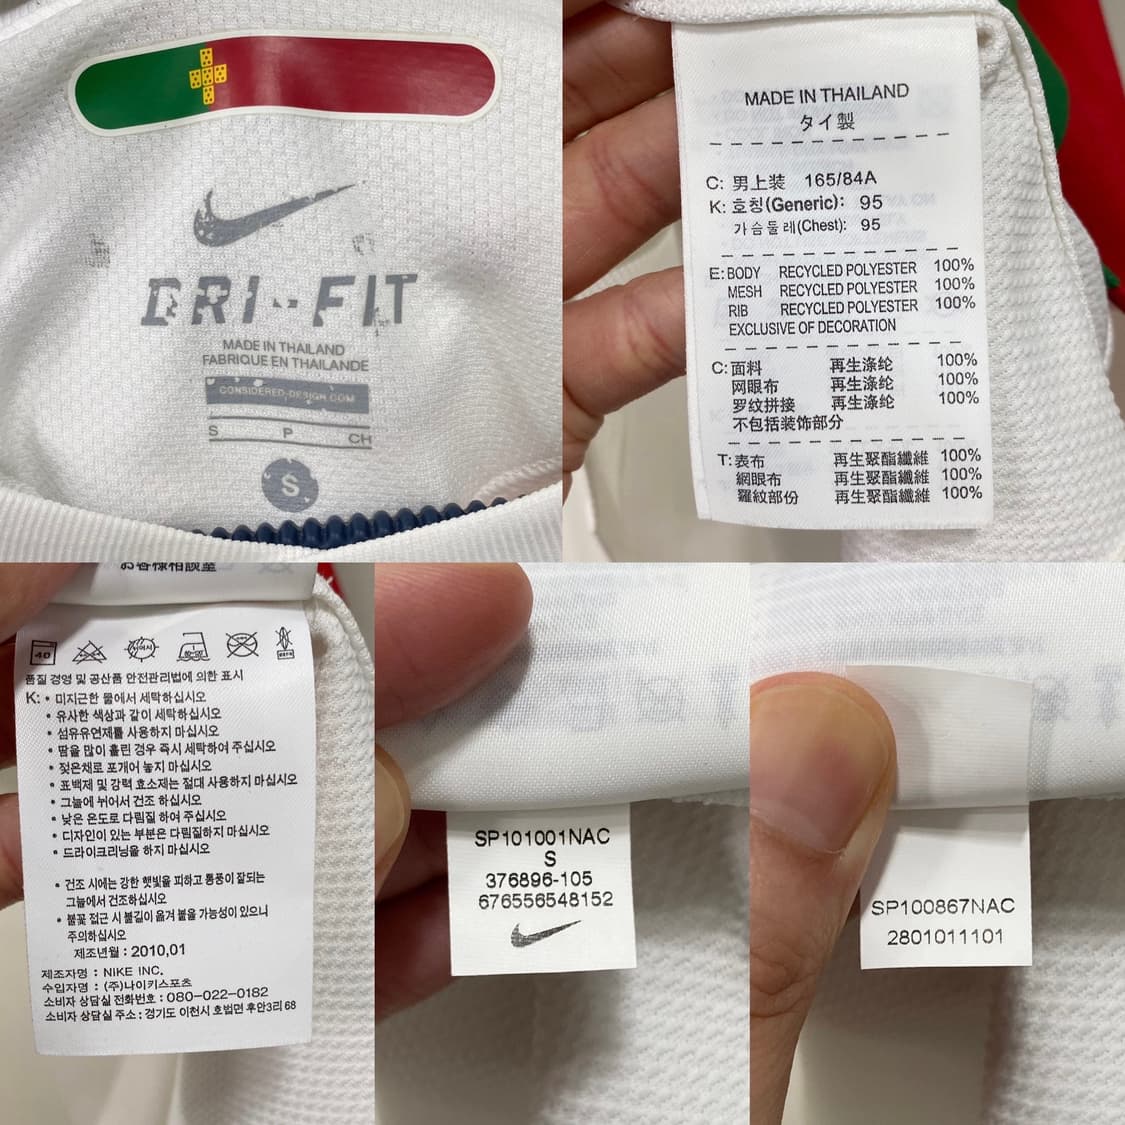 DRI-FIT
MADE IN THAILAND
FABRIQUE EN THAILANDE
CONSIDERED-DESIGN.COM
S P CH
S
MADE IN THAILAND
タイ製
C: 男上装 165/84A
K: 호칭(Generic): 95
가슴둘레(Chest): 95
E: BODY RECYCLED POLYESTER 100%
MESH RECYCLED POLYESTER 100%
RIB RECYCLED POLYESTER 100%
EXCLUSIVE OF DECORATION
C: 面料 再生涤纶 100%
网眼布 再生涤纶 100%
罗纹拼接 再生涤纶 100%
不包括装饰部分
T: 表布 再生聚酯纖維 100%
網眼布 再生聚酯纖維 100%
羅紋部份 再生聚酯纖維 100%
お客様相談室
40
품질 경영 및 공산품 안전관리법에 의한 표시
K: • 미지근한 물에서 세탁하십시오
• 유사한 색상과 같이 세탁하십시오
• 섬유유연제를 사용하지 마십시오
• 땀을 많이 흘린 경우 즉시 세탁하여 주십시오
• 젖은채로 포개어 놓지 마십시오
• 표백제 및 강력 효소제는 절대 사용하지 마십시오
• 그늘에 뉘어서 건조 하십시오
• 낮은 온도로 다림질 하여 주십시오
• 디자인이 있는 부분은 다림질하지 마십시오
• 드라이크리닝을 하지 마십시오
• 건조 시에는 강한 햇빛을 피하고 통풍이 잘되는
그늘에서 건조하십시오
• 불꽃 접근 시 불길이 옮겨 붙을 가능성이 있으니
주의하십시오
제조년월 : 2010,01
제조자명 : NIKE INC.
수입자명 : (주)나이키스포츠
소비자 상담실 전화번호 : 080-022-0182
소비자 상담실 주소 : 경기도 이천시 호법면 후안3리 68
SP101001NAC
S
376896-105
676556548152
SP100867NAC
2801011101